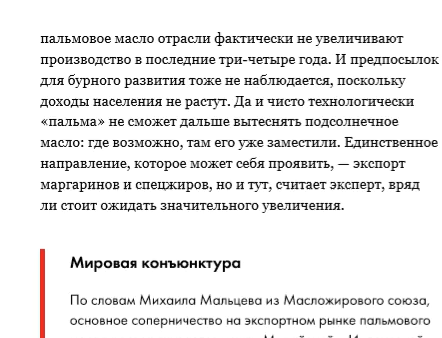 пальмовое масло отрасли фактически не увеличивают
производство в последние три-четыре года. И предпосылок
для бурного развития тоже не наблюдается, поскольку
доходы населения не растут. Да и чисто технологически
«пальма» не сможет дальше вытеснять подсолнечное
масло: где возможно, там его уже заместили. Единственное
направление, которое может себя проявить, — экспорт
маргаринов и спецжиров, но и тут, считает эксперт, вряд
ли стоит ожидать значительного увеличения.
Мировая конъюнктура
По словам Михаила Мальцева из Масложирового союза,
основное соперничество на экспортном рынке пальмового